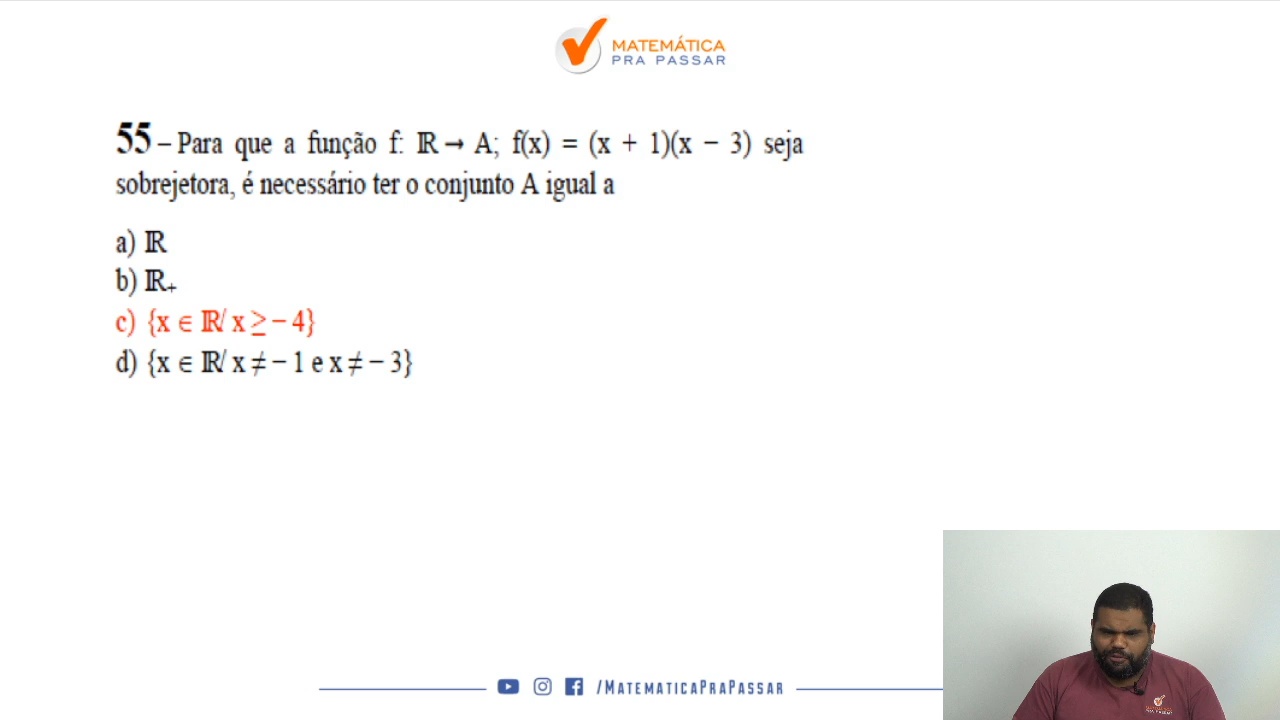 MATEMÁTICA
PRA PASSAR
55 – Para que a função f: ℝ → A; f(x) = (x + 1)(x − 3) seja
sobrejetora, é necessário ter o conjunto A igual a
a) ℝ
b) ℝ₊
c) {x ∈ ℝ/ x ≥ − 4}
d) {x ∈ ℝ/ x ≠ − 1 e x ≠ − 3}
/MATEMATICAPRAPASSAR